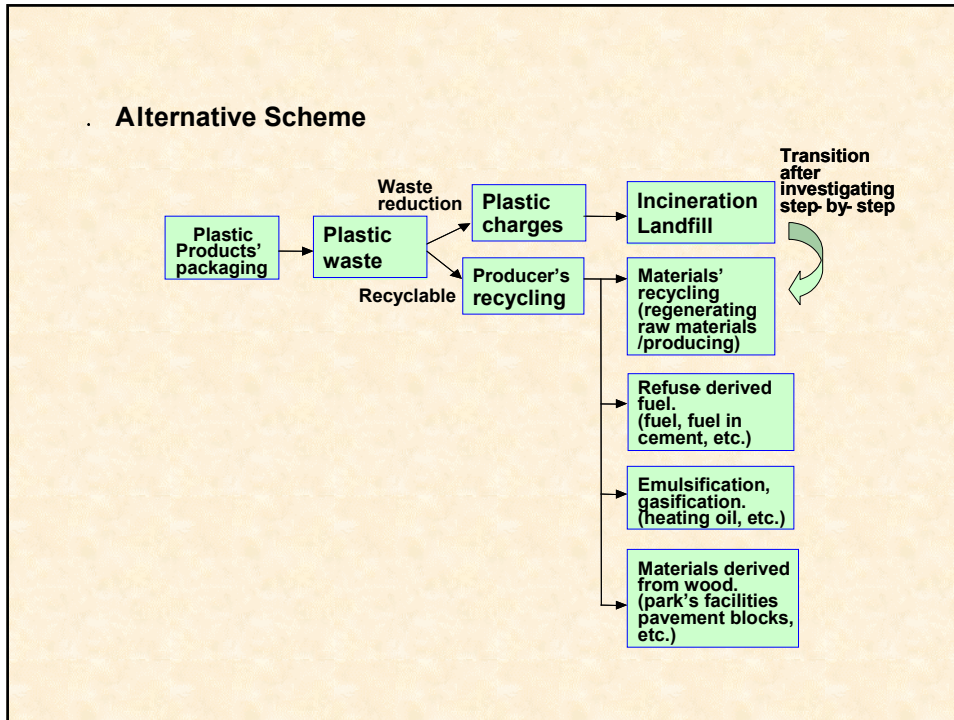 . Alternative Scheme
Transition
after
investigating
step- by- step
Waste
reduction
Plastic
charges
Incineration
Landfill
Plastic
Products'
packaging
Plastic
waste
Recyclable
Producer's
recycling
Materials'
recycling
(regenerating
raw materials
/producing)
Refuse derived
fuel.
(fuel, fuel in
cement, etc.)
Emulsification,
gasification.
(heating oil, etc.)
Materials derived
from wood.
(park's facilities
pavement blocks,
etc.)